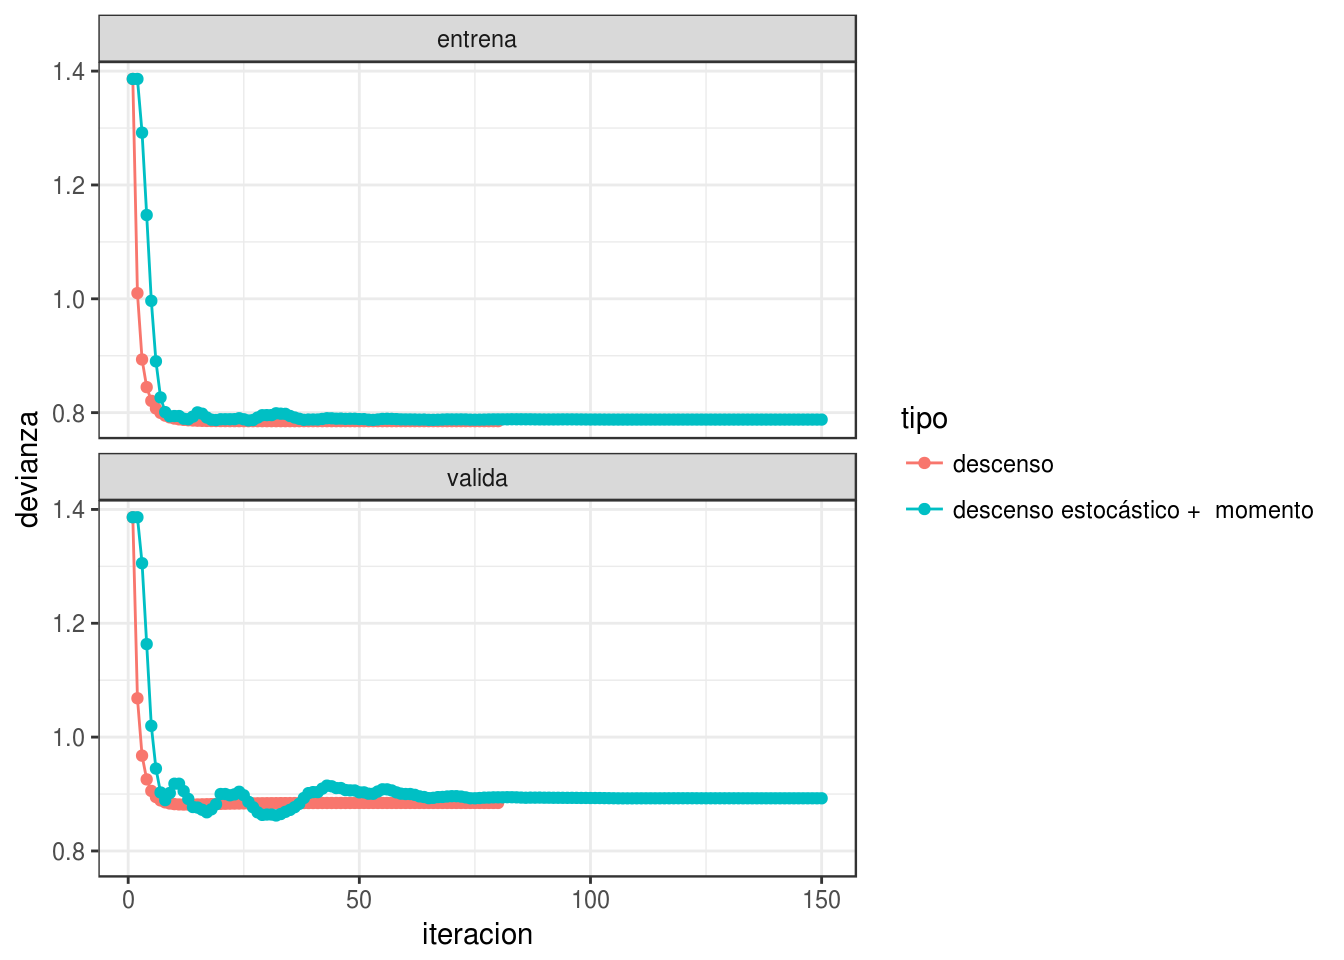 entrena
1.4
1.2
1.0
0.8
valida
1.4
1.2
1.0
0.8
0
50
100
150
iteracion
devianza
tipo
descenso
descenso estocástico +  momento